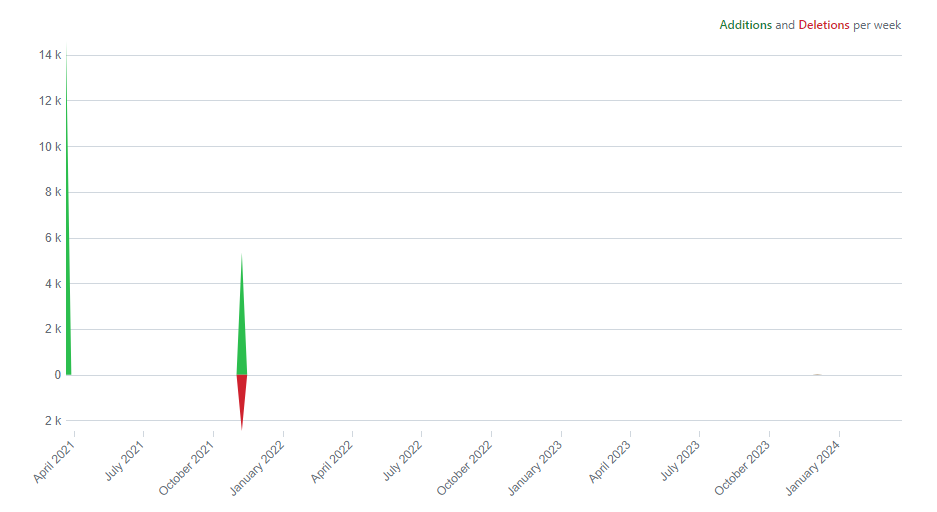 Additions and Deletions per week
14 k
12 k
10 k
8 k
6 k
4 k
2 k
0
2 k
April 2021
July 2021
October 2021
January 2022
April 2022
July 2022
October 2022
January 2023
April 2023
July 2023
October 2023
January 2024